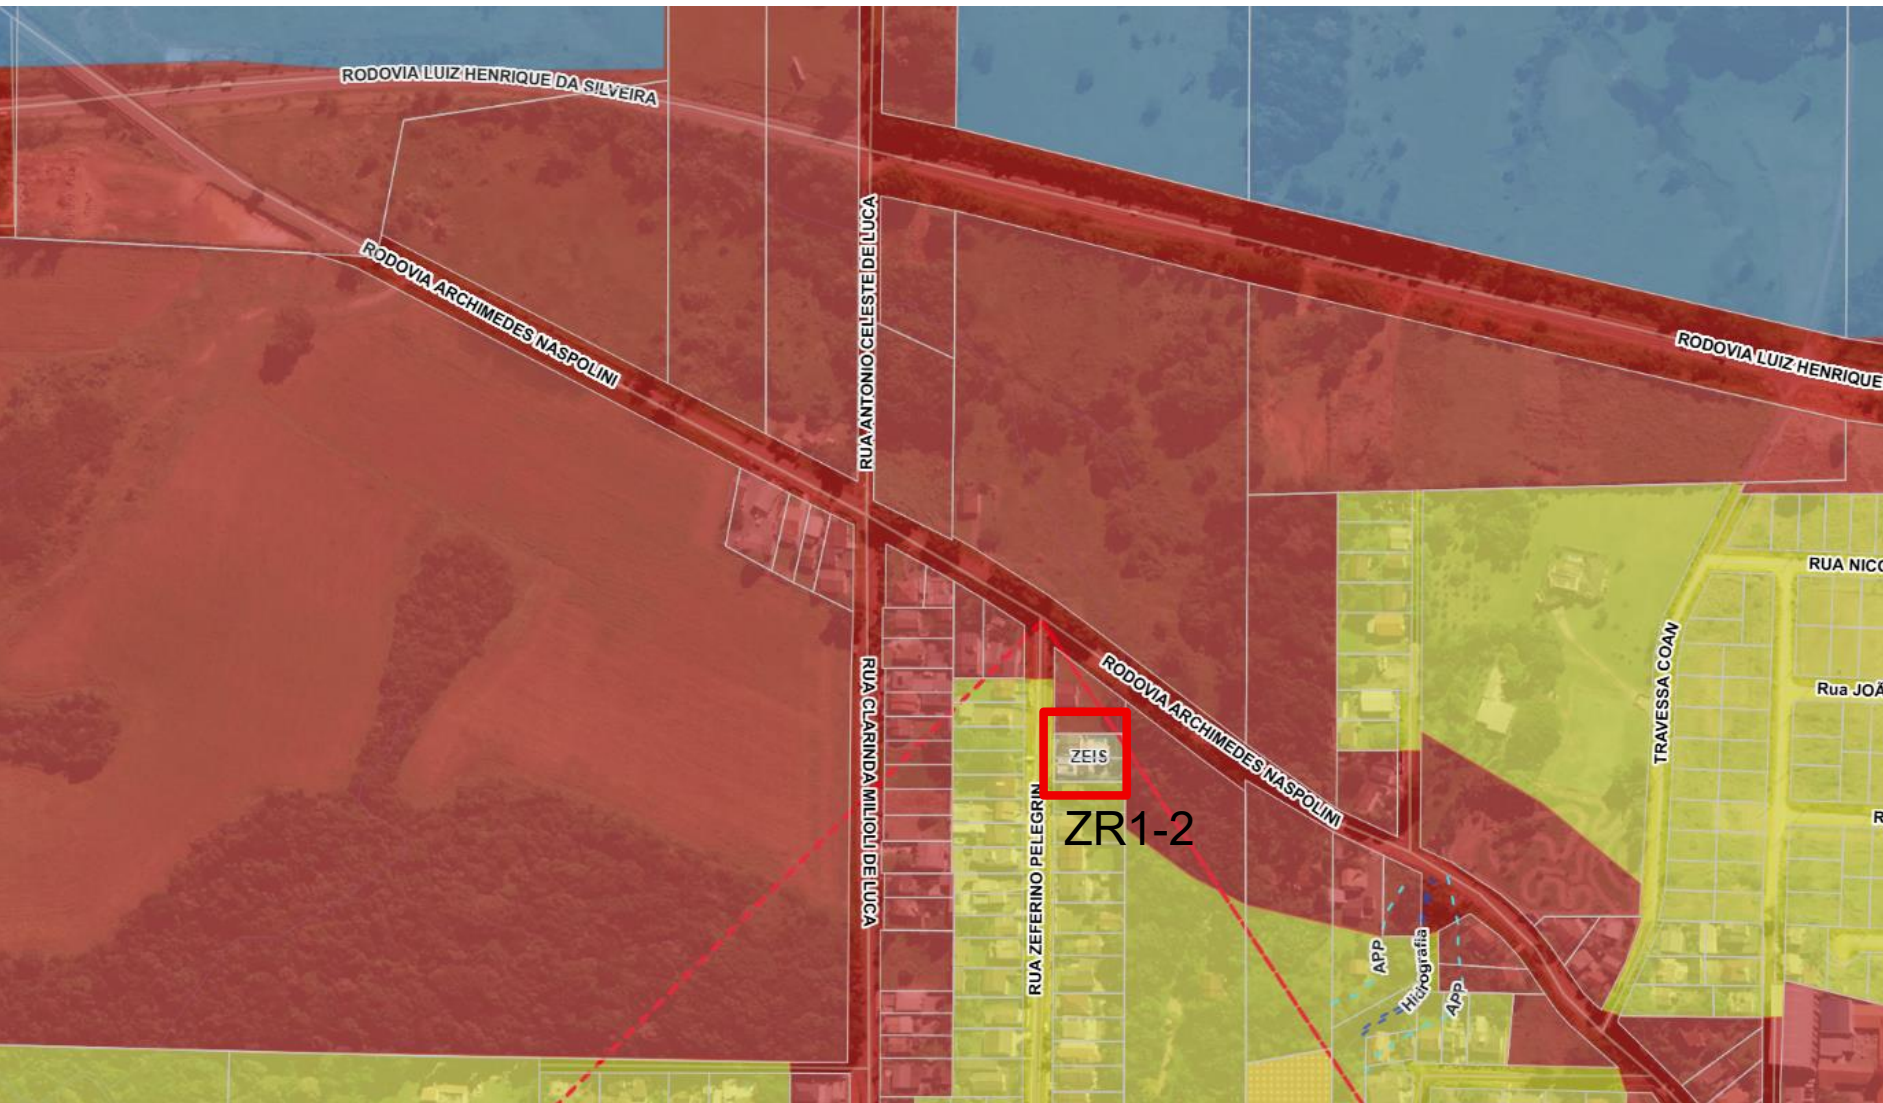 RODOVIA LUIZ HENRIQUE DA SILVEIRA
RODOVIA ARCHIMEDES NASPOLINI
RUA ANTONIO CELESTE DE LUCA
RODOVIA LUIZ HENRIQUE
RUA NICO
TRAVESSA COAN
Rua JOÃ
RODOVIA ARCHIMEDES NASPOLINI
RUA CLARINDA MILIOLI DE LUCA
ZEIS
ZR1-2
RUA ZEFERINO PELEGRIN
R
APP
Hidrografia
APP